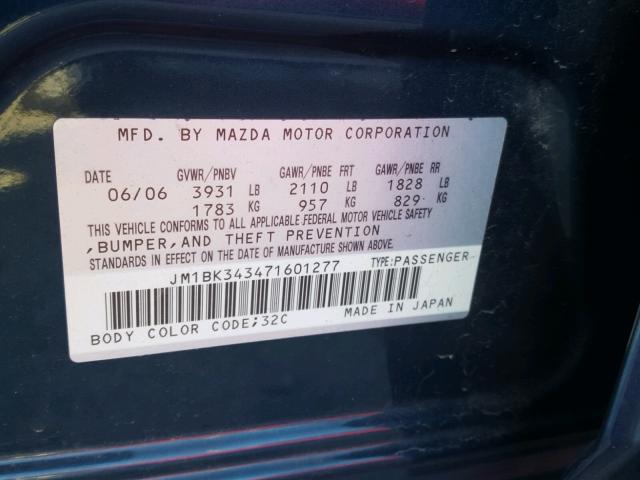 MFD. BY MAZDA MOTOR CORPORATION
DATE GVWR/PNBV GAWR/PNBE FRT GAWR/PNBE RR
06/06 3931 LB 2110 LB 1828 LB
1783 KG 957 KG 829 KG
THIS VEHICLE CONFORMS TO ALL APPLICABLE FEDERAL MOTOR VEHICLE SAFETY
,BUMPER,AND THEFT PREVENTION
STANDARDS IN EFFECT ON THE DATE OF MANUFACTURE SHOWN ABOVE.
JM1BK343471601277 TYPE:PASSENGER
BODY COLOR CODE;32C MADE IN JAPAN